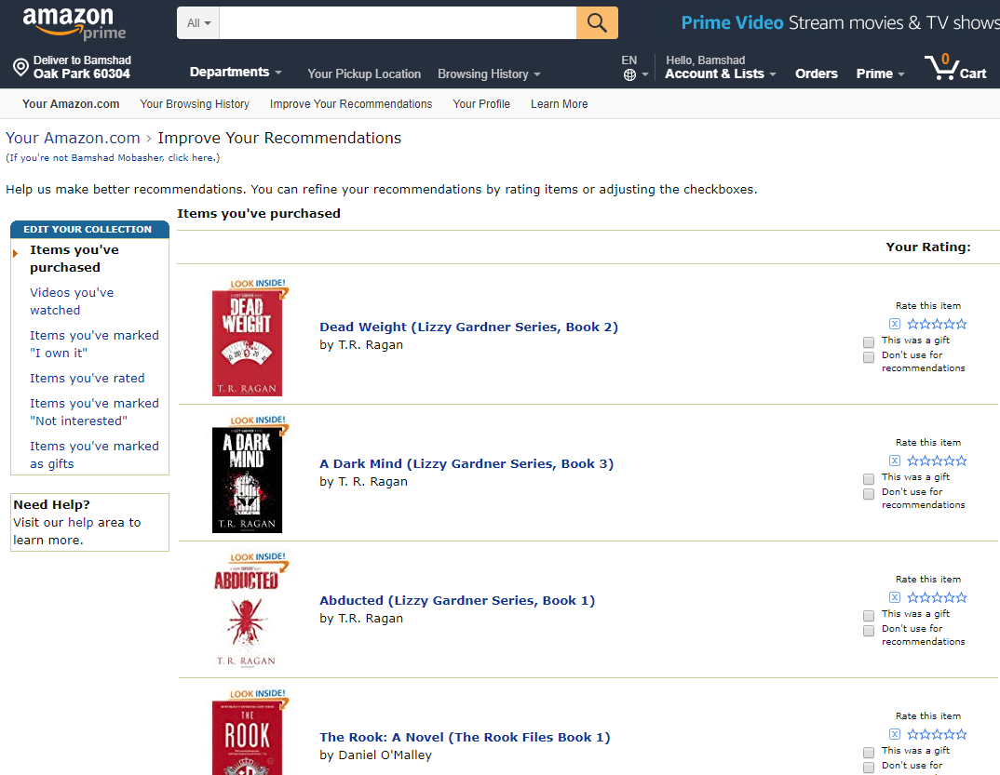 amazon
prime
All
Prime Video Stream movies & TV shows
Deliver to Bamshad
Oak Park 60304
Departments
Your Pickup Location
Browsing History
EN
Hello, Bamshad
Account & Lists
Orders
Prime
0
Cart
Your Amazon.com
Your Browsing History
Improve Your Recommendations
Your Profile
Learn More
Your Amazon.com › Improve Your Recommendations
(If you're not Bamshad Mobasher, click here.)
Help us make better recommendations. You can refine your recommendations by rating items or adjusting the checkboxes.
EDIT YOUR COLLECTION
Items you've
purchased
Videos you've
watched
Items you've marked
"I own it"
Items you've rated
Items you've marked
"Not interested"
Items you've marked
as gifts
Need Help?
Visit our help area to
learn more.
Items you've purchased
Your Rating:
LOOK INSIDE!
DEAD
WEIGHT
T. R. RAGAN
Dead Weight (Lizzy Gardner Series, Book 2)
by T.R. Ragan
Rate this item
X
This was a gift
Don't use for
recommendations
LOOK INSIDE!
A DARK
MIND
T.R. RAGAN
A Dark Mind (Lizzy Gardner Series, Book 3)
by T. R. Ragan
Rate this item
X
This was a gift
Don't use for
recommendations
LOOK INSIDE!
ABDUCTED
T. R. RAGAN
Abducted (Lizzy Gardner Series, Book 1)
by T.R. Ragan
Rate this item
X
This was a gift
Don't use for
recommendations
LOOK INSIDE!
THE
ROOK
The Rook: A Novel (The Rook Files Book 1)
by Daniel O'Malley
Rate this item
X
This was a gift
Don't use for